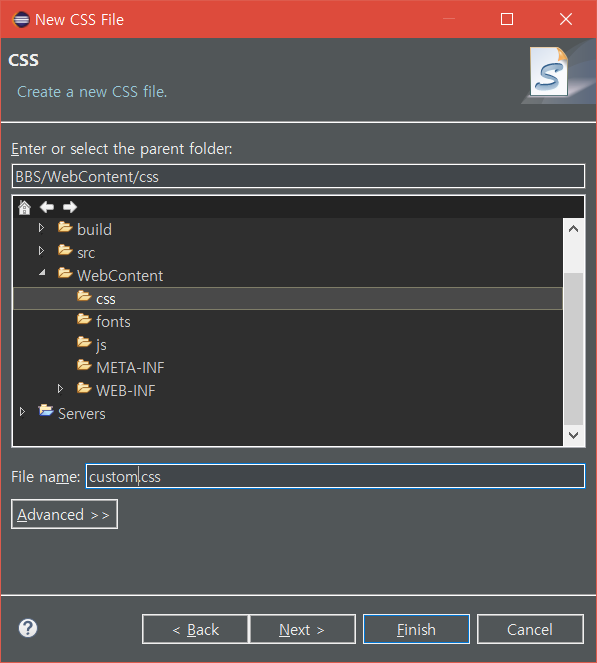 New CSS File
CSS
Create a new CSS file.
Enter or select the parent folder:
BBS/WebContent/css
build
src
WebContent
css
fonts
js
META-INF
WEB-INF
Servers
File name: custom.css
Advanced >>
? < Back Next > Finish Cancel